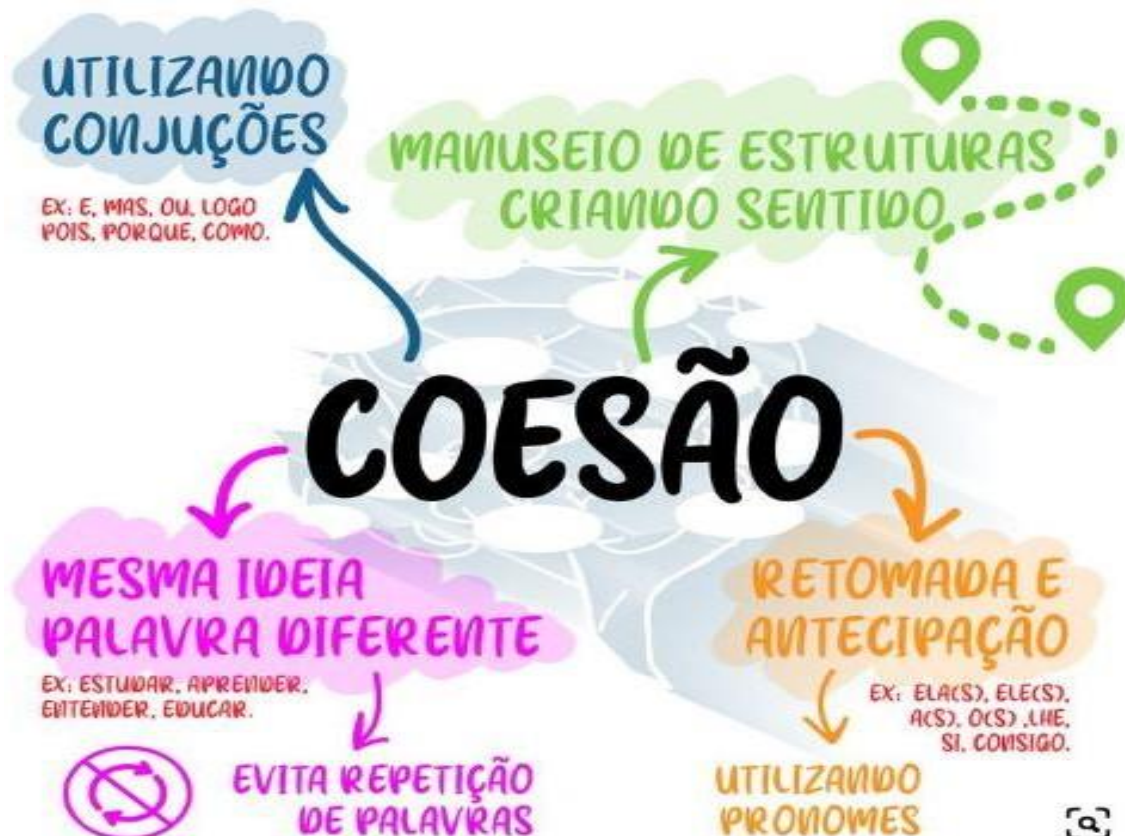 UTILIZANDO
CONJUÇÕES
EX: E, MAS, OU, LOGO
POIS, PORQUE, COMO.
MANUSEIO DE ESTRUTURAS
CRIANDO SENTIDO
COESÃO
MESMA IDEIA
PALAVRA DIFERENTE
EX: ESTUDAR, APRENDER,
ENTENDER, EDUCAR.
EVITA REPETIÇÃO
DE PALAVRAS
RETOMADA E
ANTECIPAÇÃO
EX: ELA(S), ELE(S),
A(S), O(S) ,LHE,
SI, CONSIGO.
UTILIZANDO
PRONOMES